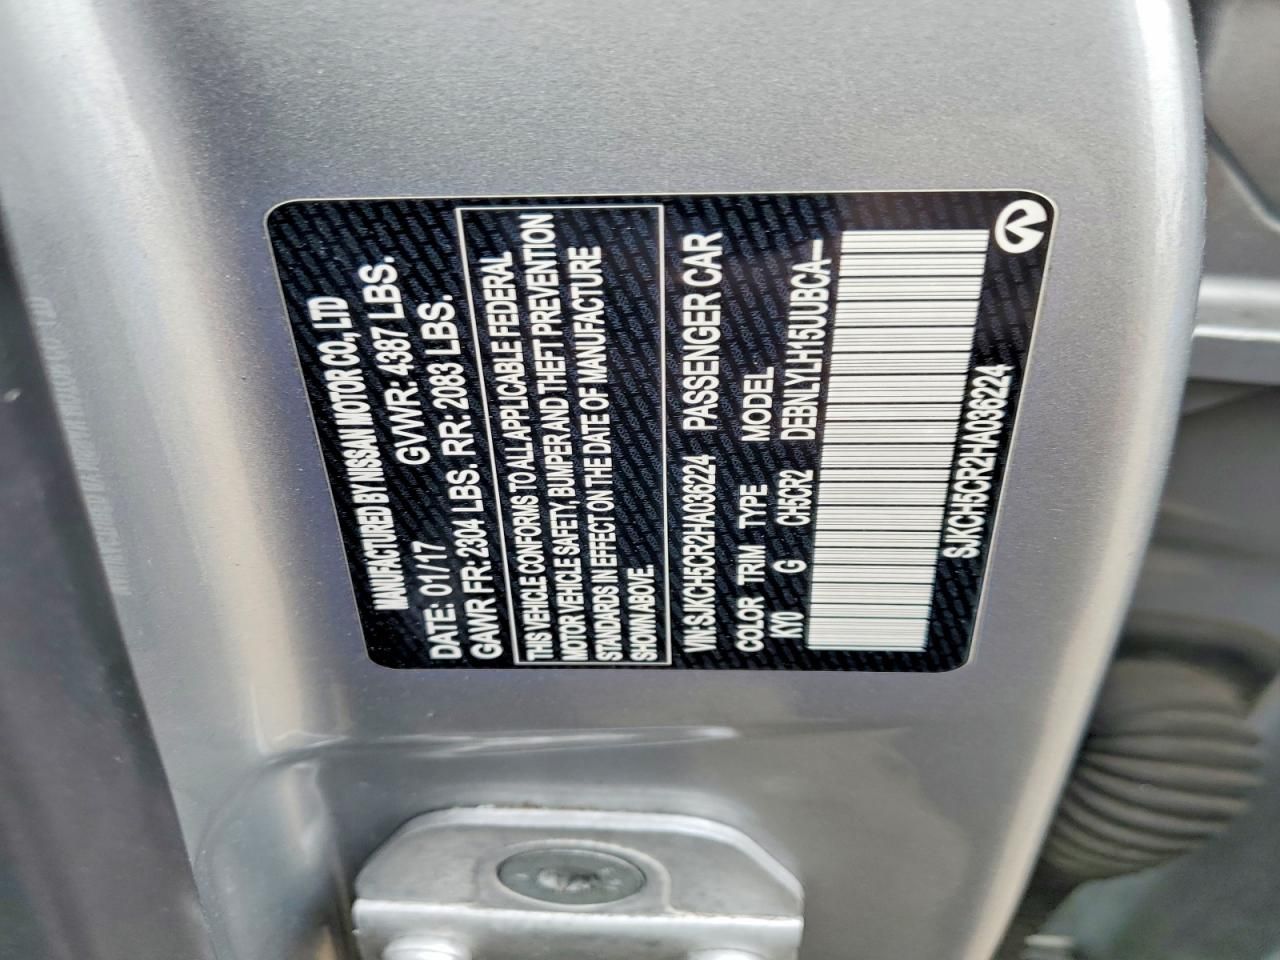 MANUFACTURED BY NISSAN MOTOR CO., LTD
DATE: 01/17 GVWR: 4387 LBS.
GAWR FR: 2304 LBS. RR: 2083 LBS.
THIS VEHICLE CONFORMS TO ALL APPLICABLE FEDERAL
MOTOR VEHICLE SAFETY, BUMPER AND THEFT PREVENTION
STANDARDS IN EFFECT ON THE DATE OF MANUFACTURE
SHOWN ABOVE.
VIN:SJKCH5CR2HA036224 PASSENGER CAR
COLOR TRIM TYPE MODEL
KY0 G CH5CR2 DEBNLYLH15UUBCA—
SJKCH5CR2HA036224